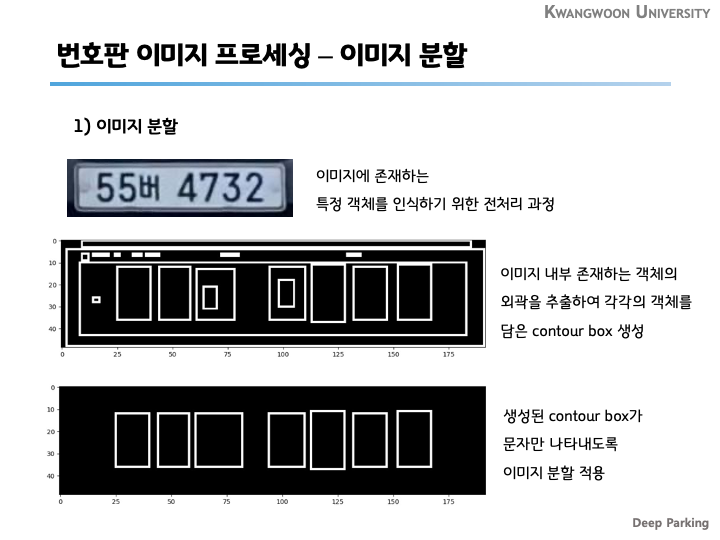 KWANGWOON UNIVERSITY
번호판 이미지 프로세싱 – 이미지 분할
1) 이미지 분할
55버 4732
이미지에 존재하는
특정 객체를 인식하기 위한 전처리 과정
0
10
20
30
40
0 25 50 75 100 125 150 175
이미지 내부 존재하는 객체의
외곽을 추출하여 각각의 객체를
담은 contour box 생성
0
10
20
30
40
0 25 50 75 100 125 150 175
생성된 contour box가
문자만 나타내도록
이미지 분할 적용
Deep Parking